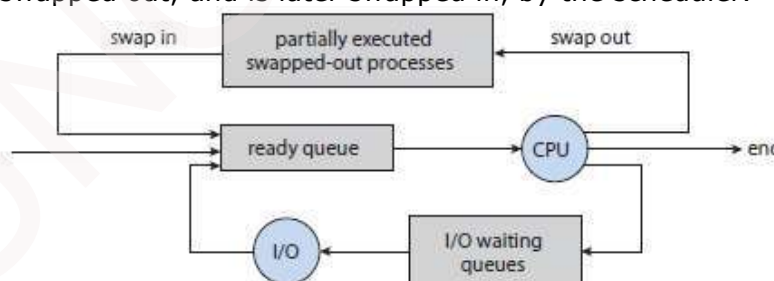 swapped out, and is later swapped in, by the scheduler.
swap in
partially executed
swapped-out processes
swap out
ready queue
CPU
end
I/O
I/O waiting
queues